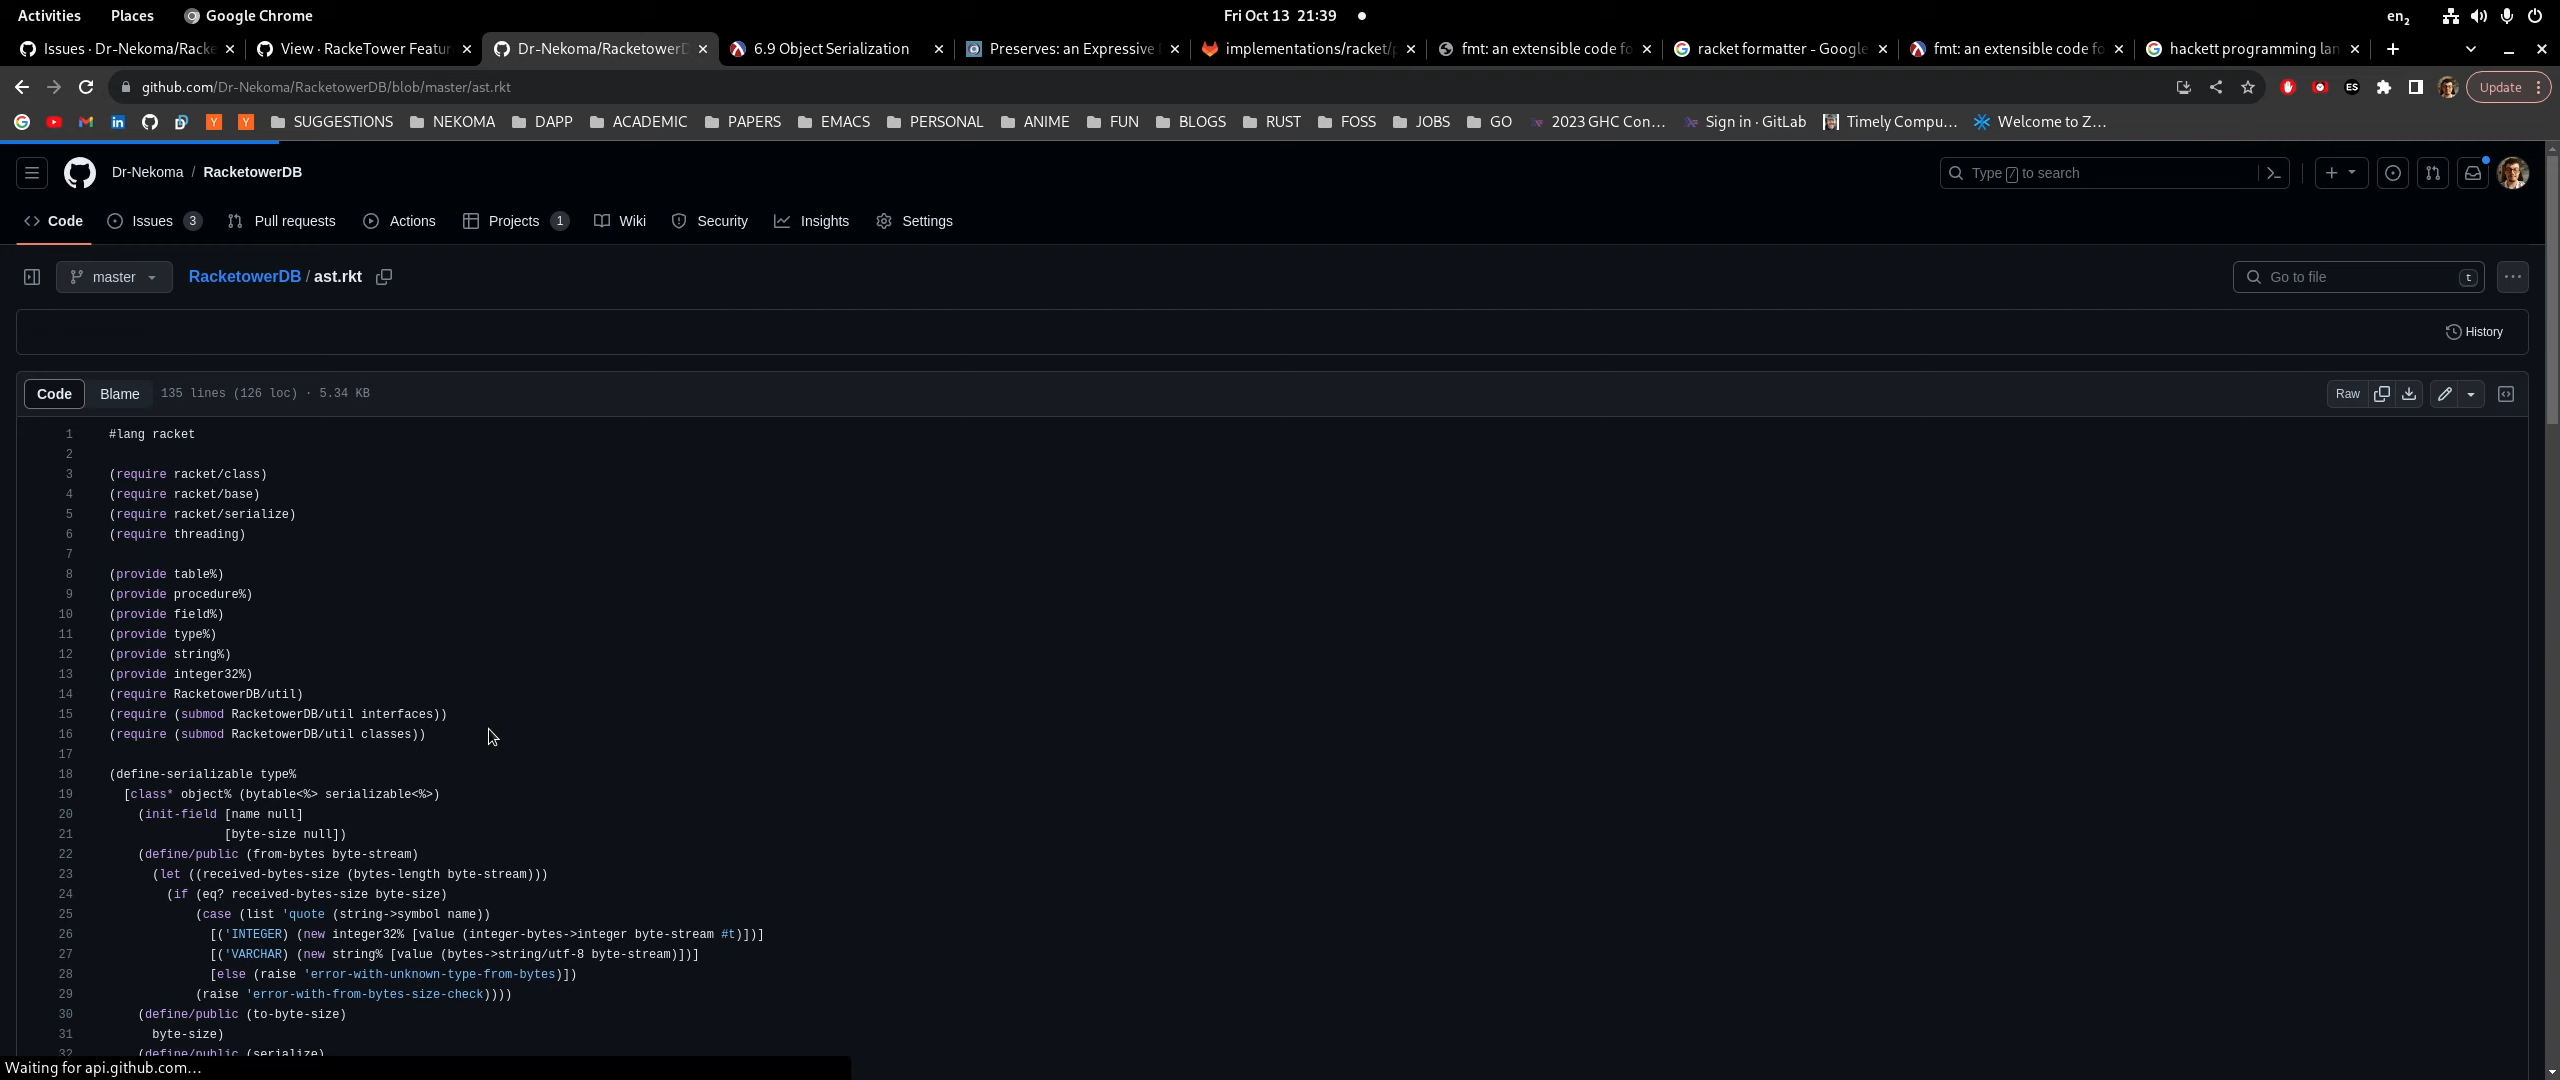 Activities Places Google Chrome Fri Oct 13 21:39 en2
Issues · Dr-Nekoma/Racke View · RackeTower Featur Dr-Nekoma/RacketowerD 6.9 Object Serialization Preserves: an Expressive implementations/racket/p fmt: an extensible code fo racket formatter - Google fmt: an extensible code fo hackett programming lan
github.com/Dr-Nekoma/RacketowerDB/blob/master/ast.rkt ES Update
SUGGESTIONS NEKOMA DAPP ACADEMIC PAPERS EMACS PERSONAL ANIME FUN BLOGS RUST FOSS JOBS GO 2023 GHC Con... Sign in · GitLab Timely Compu... Welcome to Z...
Dr-Nekoma / RacketowerDB Type / to search
Code Issues 3 Pull requests Actions Projects 1 Wiki Security Insights Settings
master RacketowerDB / ast.rkt Go to file t
History
Code Blame 135 lines (126 loc) · 5.34 KB Raw
1 #lang racket
2
3 (require racket/class)
4 (require racket/base)
5 (require racket/serialize)
6 (require threading)
7
8 (provide table%)
9 (provide procedure%)
10 (provide field%)
11 (provide type%)
12 (provide string%)
13 (provide integer32%)
14 (require RacketowerDB/util)
15 (require (submod RacketowerDB/util interfaces))
16 (require (submod RacketowerDB/util classes))
17
18 (define-serializable type%
19 [class* object% (bytable<%> serializable<%>)
20 (init-field [name null]
21 [byte-size null])
22 (define/public (from-bytes byte-stream)
23 (let ((received-bytes-size (bytes-length byte-stream)))
24 (if (eq? received-bytes-size byte-size)
25 (case (list 'quote (string->symbol name))
26 [('INTEGER) (new integer32% [value (integer-bytes->integer byte-stream #t)])]
27 [('VARCHAR) (new string% [value (bytes->string/utf-8 byte-stream)])]
28 [else (raise 'error-with-unknown-type-from-bytes)])
29 (raise 'error-with-from-bytes-size-check))))
30 (define/public (to-byte-size)
31 byte-size)
32 (define/public (serialize)
Waiting for api.github.com...